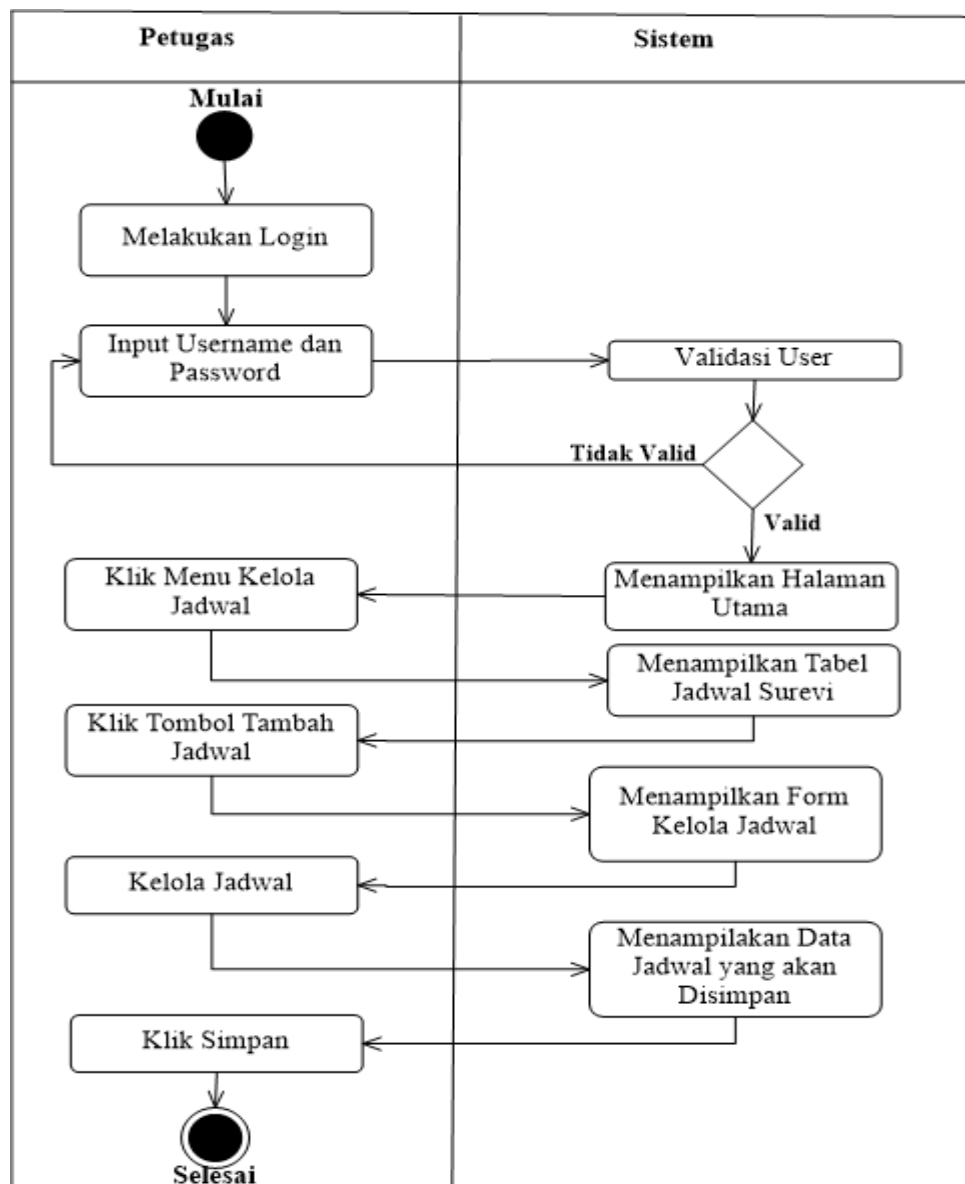 Petugas
Sistem
Mulai
Melakukan Login
Input Username dan
Password
Validasi User
Tidak Valid
Valid
Menampilkan Halaman
Utama
Klik Menu Kelola
Jadwal
Menampilkan Tabel
Jadwal Surevi
Klik Tombol Tambah
Jadwal
Menampilkan Form
Kelola Jadwal
Kelola Jadwal
Menampilakan Data
Jadwal yang akan
Disimpan
Klik Simpan
Selesai